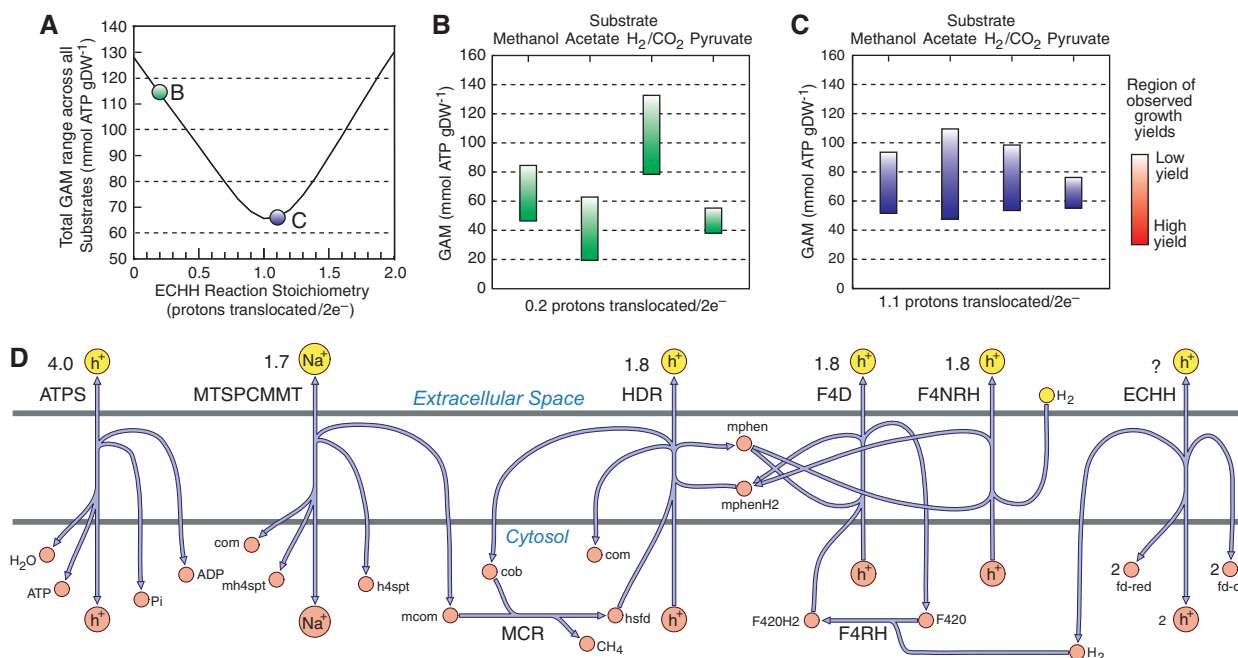 A
Total GAM range across all
Substrates (mmol ATP gDW-1)
140
130
120
110
100
90
80
70
60
50
0
0.5
1.0
1.5
2.0
B
C
ECHH Reaction Stoichiometry
(protons translocated/2e–)
B
Substrate
Methanol Acetate H2/CO2 Pyruvate
GAM (mmol ATP gDW-1)
160
140
120
100
80
60
40
20
0
0.2 protons translocated/2e–
C
Substrate
Methanol Acetate H2/CO2 Pyruvate
GAM (mmol ATP gDW-1)
160
140
120
100
80
60
40
20
0
1.1 protons translocated/2e–
Region of
observed
growth
yields
Low
yield
High
yield
D
4.0 h+
ATPS
1.7 Na+
MTSPCMMT
Extracellular Space
1.8 h+
HDR
1.8 h+
F4D
1.8 h+
F4NRH
H2
? h+
ECHH
mphen
mphenH2
Cytosol
H2O
ATP
h+
Pi
ADP
com
mh4spt
Na+
h4spt
mcom
cob
MCR
CH4
com
hsfd
h+
h+
h+
F420H2
F4RH
F420
H2
2
fd-red
2
fd-o
2 h+